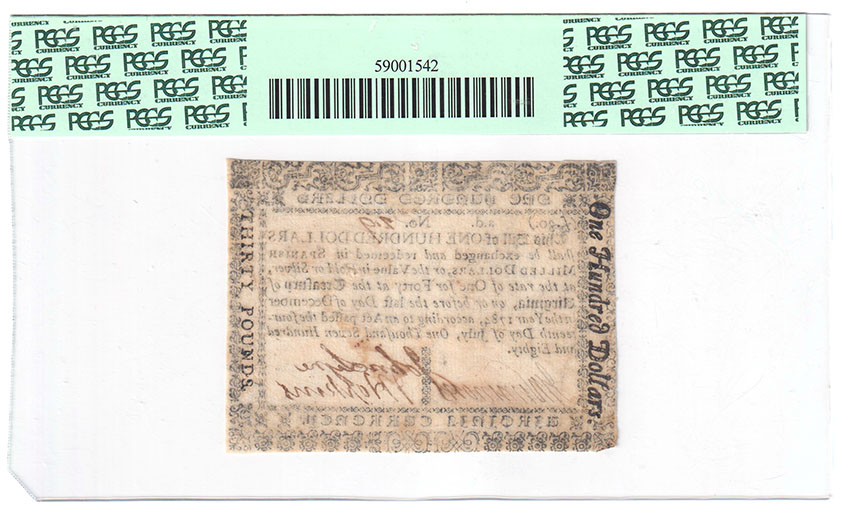 PCGS CURRENCY
59001542
ONE HUNDRED DOLLARS
No.
This Bill of ONE HUNDRED DOLLARS
shall be exchanged and redeemed in SPANISH
MILLED DOLLARS, or the Value in Gold or Silver,
at the rate of One for Forty at the Treasury of
Virginia, on or before the last Day of December
in the Year 1784, according to an Act passed the four-
teenth Day of July, One Thousand Seven Hundred
and Eighty.
VIRGINIA CURRENCY.
THIRTY POUNDS.
One Hundred Dollars.